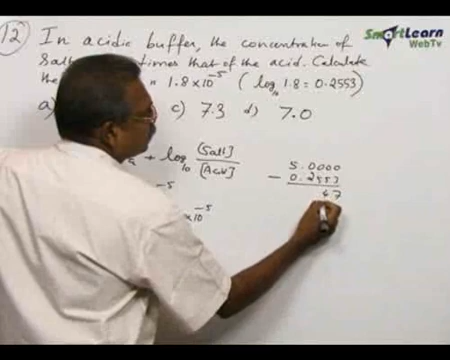 SmartLearn
WebTv
12 In acidic buffer, the concentration of
Salt times that of the acid. Calculate
the 1.8 × 10⁻⁵ ( log₁₀ 1.8 = 0.2553 )
a) c) 7.3 d) 7.0
+ log₁₀ [Salt] / [Acid]
5.0000
− 0.2553
47
-5
×10⁻⁵